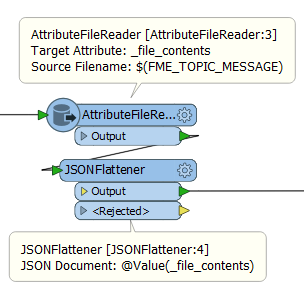 AttributeFileReader [AttributeFileReader:3]
Target Attribute: _file_contents
Source Filename: $(FME_TOPIC_MESSAGE)
AttributeFileRe...
Output
JSONFlattener
Output
<Rejected>
JSONFlattener [JSONFlattener:4]
JSON Document: @Value(_file_contents)